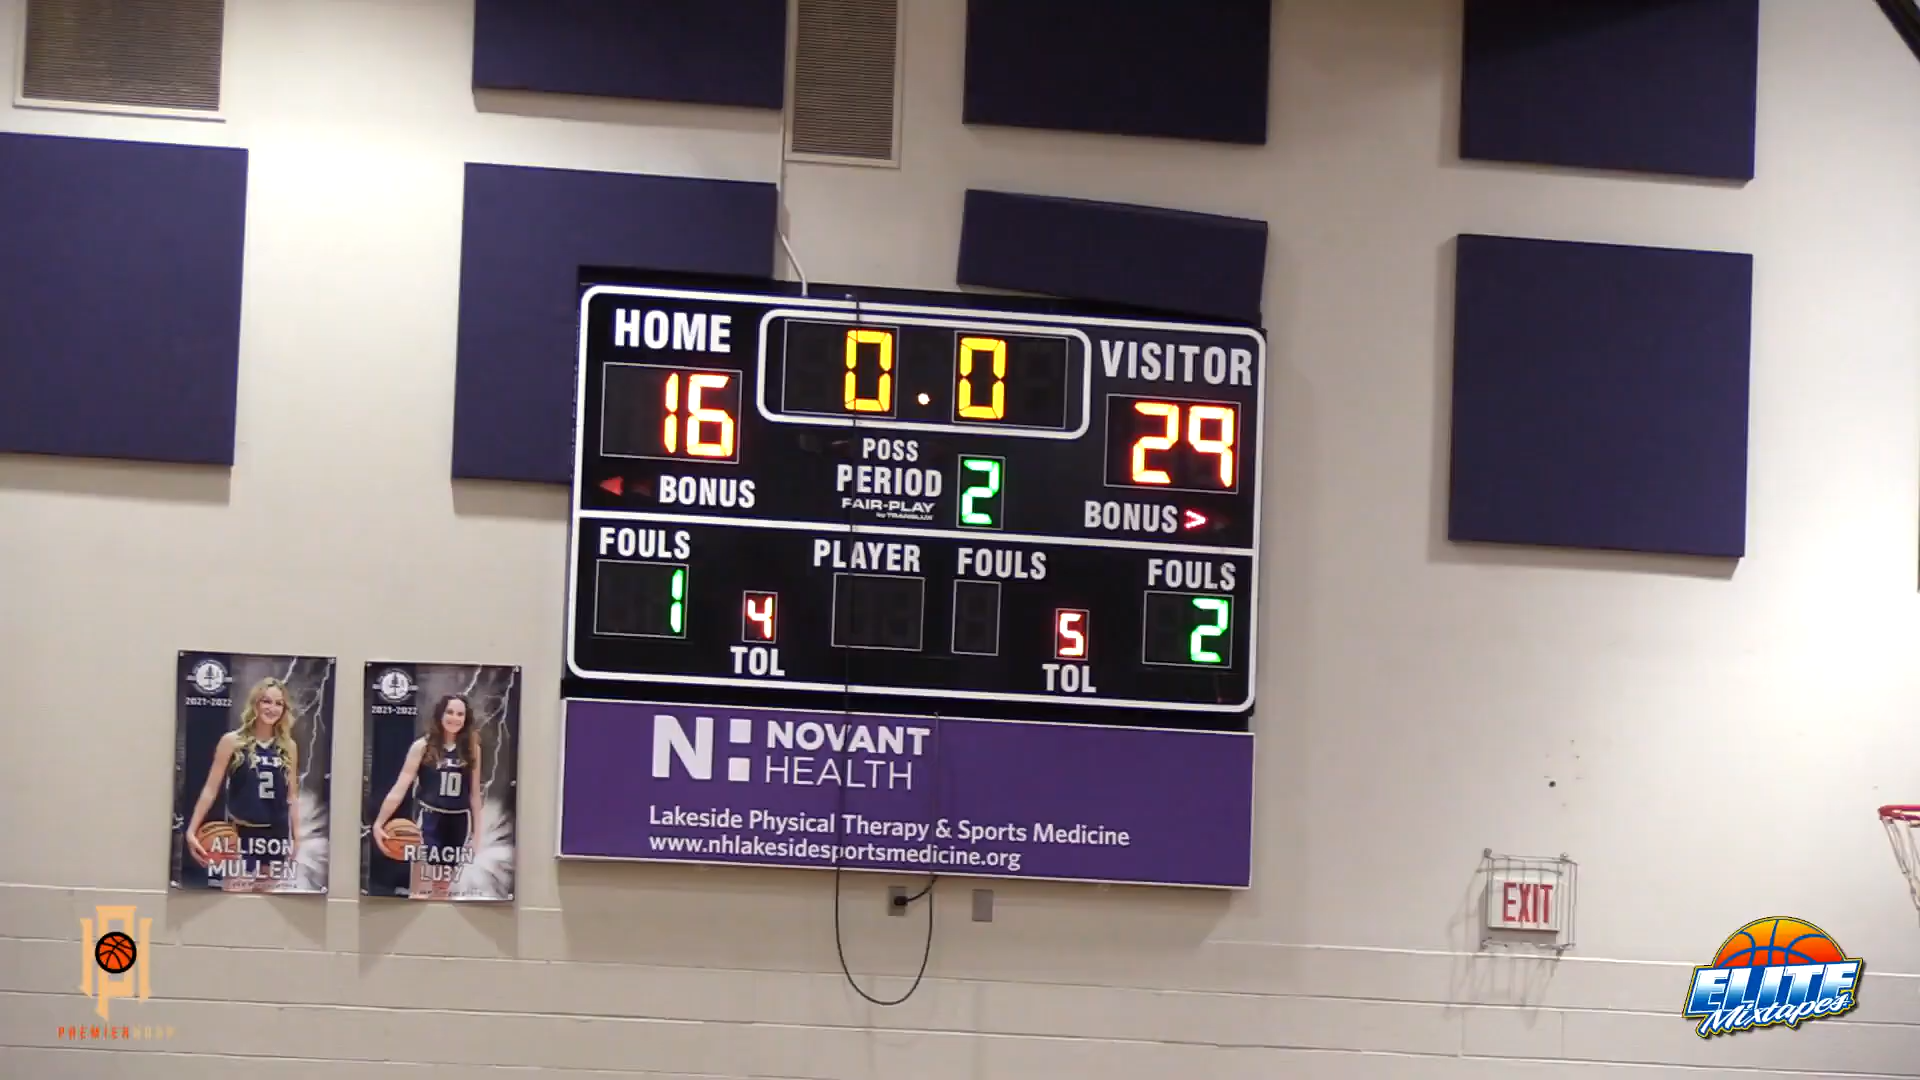 HOME
0.0
VISITOR
16
29
POSS
PERIOD
2
FAIR-PLAY
BONUS
BONUS >
FOULS
PLAYER
FOULS
FOULS
1
4
5
2
TOL
TOL
NOVANT
HEALTH
Lakeside Physical Therapy & Sports Medicine
www.nhlakesidesportsmedicine.org
2021-2022
2
ALLISON
MULLEN
2021-2022
10
REAGIN
EXIT
PREMIER
ELITE
Mixtapes